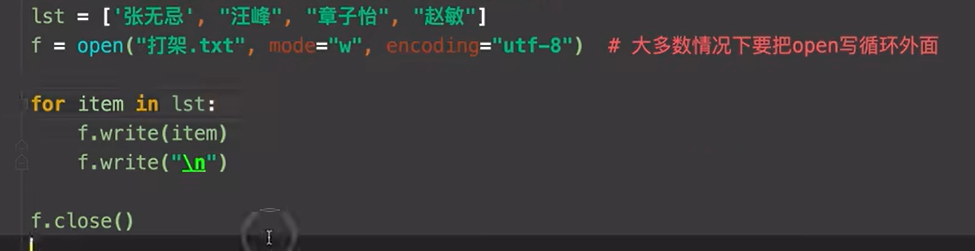 lst = ['张无忌', "汪峰", "章子怡", "赵敏"]
f = open("打架.txt", mode="w", encoding="utf-8")  # 大多数情况下要把open写循环外面
for item in lst:
    f.write(item)
    f.write("\n")
f.close()